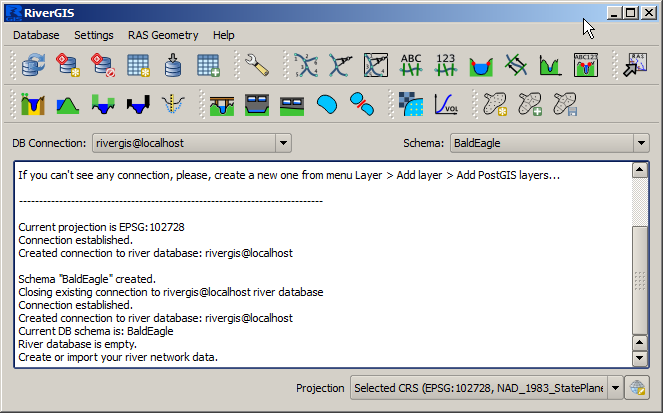 RiverGIS
Database Settings RAS Geometry Help
ABC 123 ABC123 RAS
VOL
DB Connection: rivergis@localhost Schema: BaldEagle
If you can't see any connection, please, create a new one from menu Layer > Add layer > Add PostGIS layers...
------------------------------------------------------------------------------------
Current projection is EPSG:102728
Connection established.
Created connection to river database: rivergis@localhost
Schema "BaldEagle" created.
Closing existing connection to rivergis@localhost river database
Connection established.
Created connection to river database: rivergis@localhost
Current DB schema is: BaldEagle
River database is empty.
Create or import your river network data.
Projection Selected CRS (EPSG:102728, NAD_1983_StatePlane